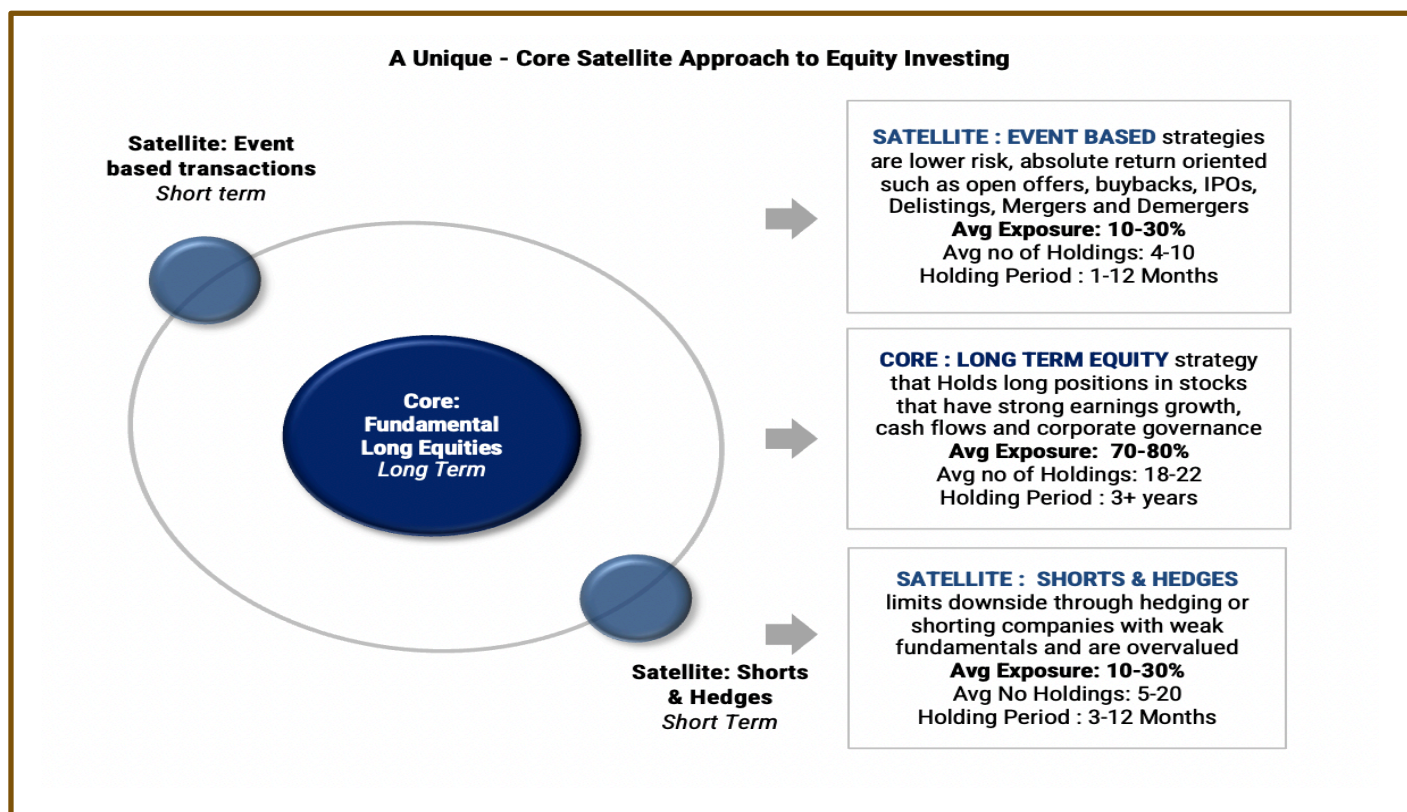 A Unique - Core Satellite Approach to Equity Investing
Satellite: Event
based transactions
Short term
Core:
Fundamental
Long Equities
Long Term
Satellite: Shorts
& Hedges
Short Term
SATELLITE : EVENT BASED strategies
are lower risk, absolute return oriented
such as open offers, buybacks, IPOs,
Delistings, Mergers and Demergers
Avg Exposure: 10-30%
Avg no of Holdings: 4-10
Holding Period : 1-12 Months
CORE : LONG TERM EQUITY strategy
that Holds long positions in stocks
that have strong earnings growth,
cash flows and corporate governance
Avg Exposure: 70-80%
Avg no of Holdings: 18-22
Holding Period : 3+ years
SATELLITE : SHORTS & HEDGES
limits downside through hedging or
shorting companies with weak
fundamentals and are overvalued
Avg Exposure: 10-30%
Avg No Holdings: 5-20
Holding Period : 3-12 Months